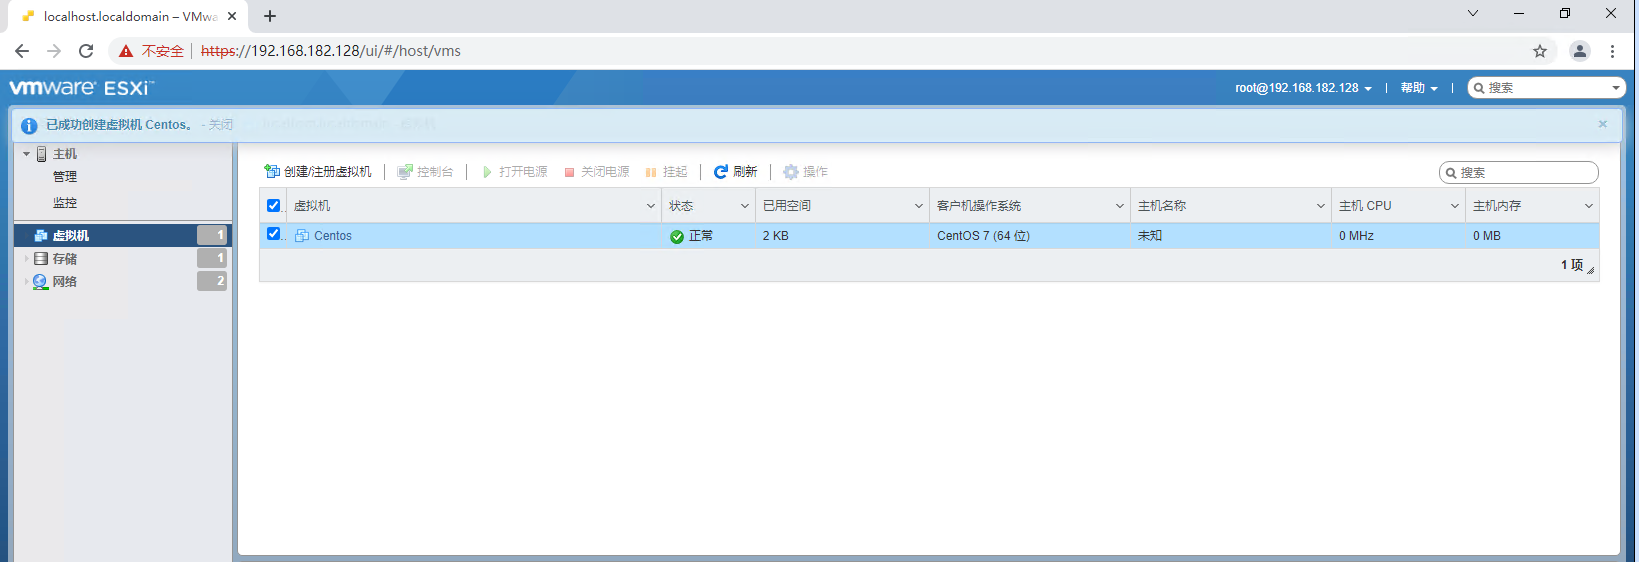 localhost.localdomain – VMwa
不安全 https://192.168.182.128/ui/#/host/vms
vmware ESXi™
root@192.168.182.128 帮助 搜索
已成功创建虚拟机 Centos。 - 关闭
主机
管理
监控
虚拟机 1
存储 1
网络 2
创建/注册虚拟机 控制台 打开电源 关闭电源 挂起 刷新 操作 搜索
虚拟机 状态 已用空间 客户机操作系统 主机名称 主机 CPU 主机内存
Centos 正常 2 KB CentOS 7 (64 位) 未知 0 MHz 0 MB
1 项